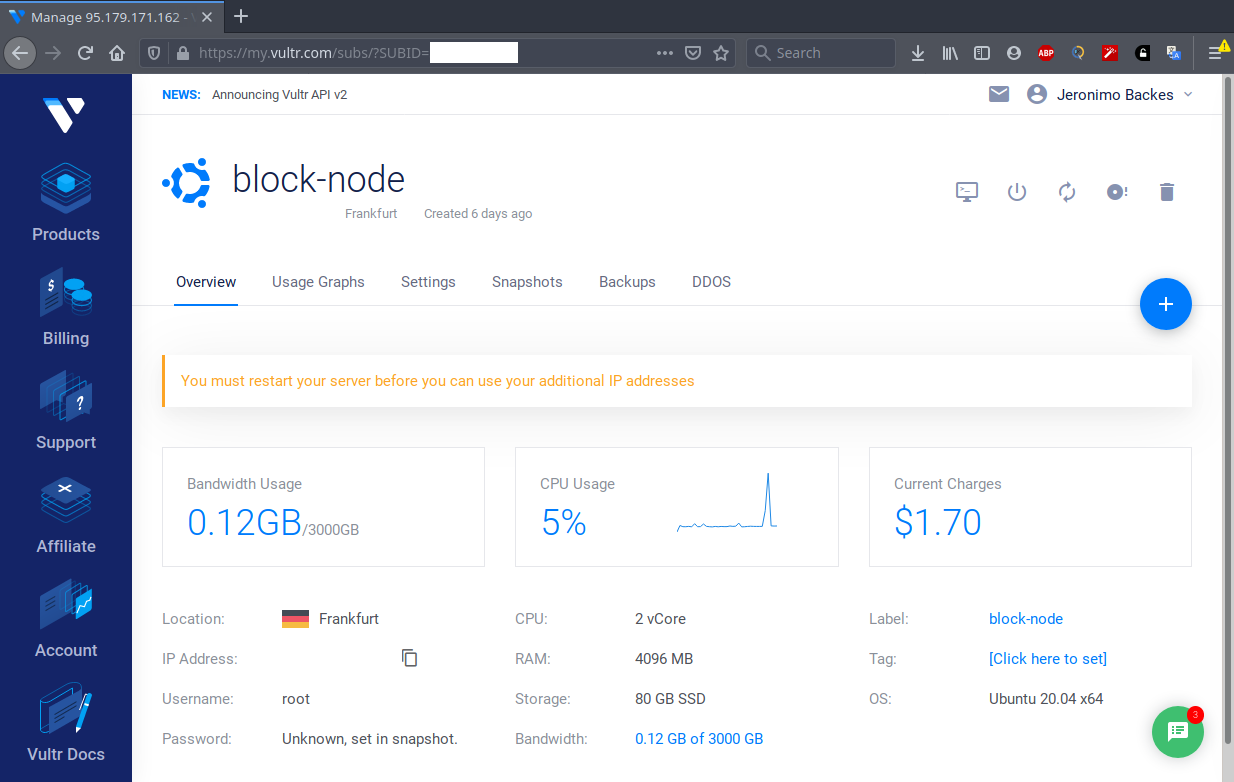 Manage 95.179.171.162 -
https://my.vultr.com/subs/?SUBID=
Search
ABP
NEWS: Announcing Vultr API v2
Jeronimo Backes
block-node
Frankfurt Created 6 days ago
Products
Billing
Support
Affiliate
Account
Vultr Docs
Overview Usage Graphs Settings Snapshots Backups DDOS
You must restart your server before you can use your additional IP addresses
Bandwidth Usage
0.12GB/3000GB
CPU Usage
5%
Current Charges
$1.70
Location: Frankfurt
IP Address:
Username: root
Password: Unknown, set in snapshot.
CPU: 2 vCore
RAM: 4096 MB
Storage: 80 GB SSD
Bandwidth: 0.12 GB of 3000 GB
Label: block-node
Tag: [Click here to set]
OS: Ubuntu 20.04 x64
3